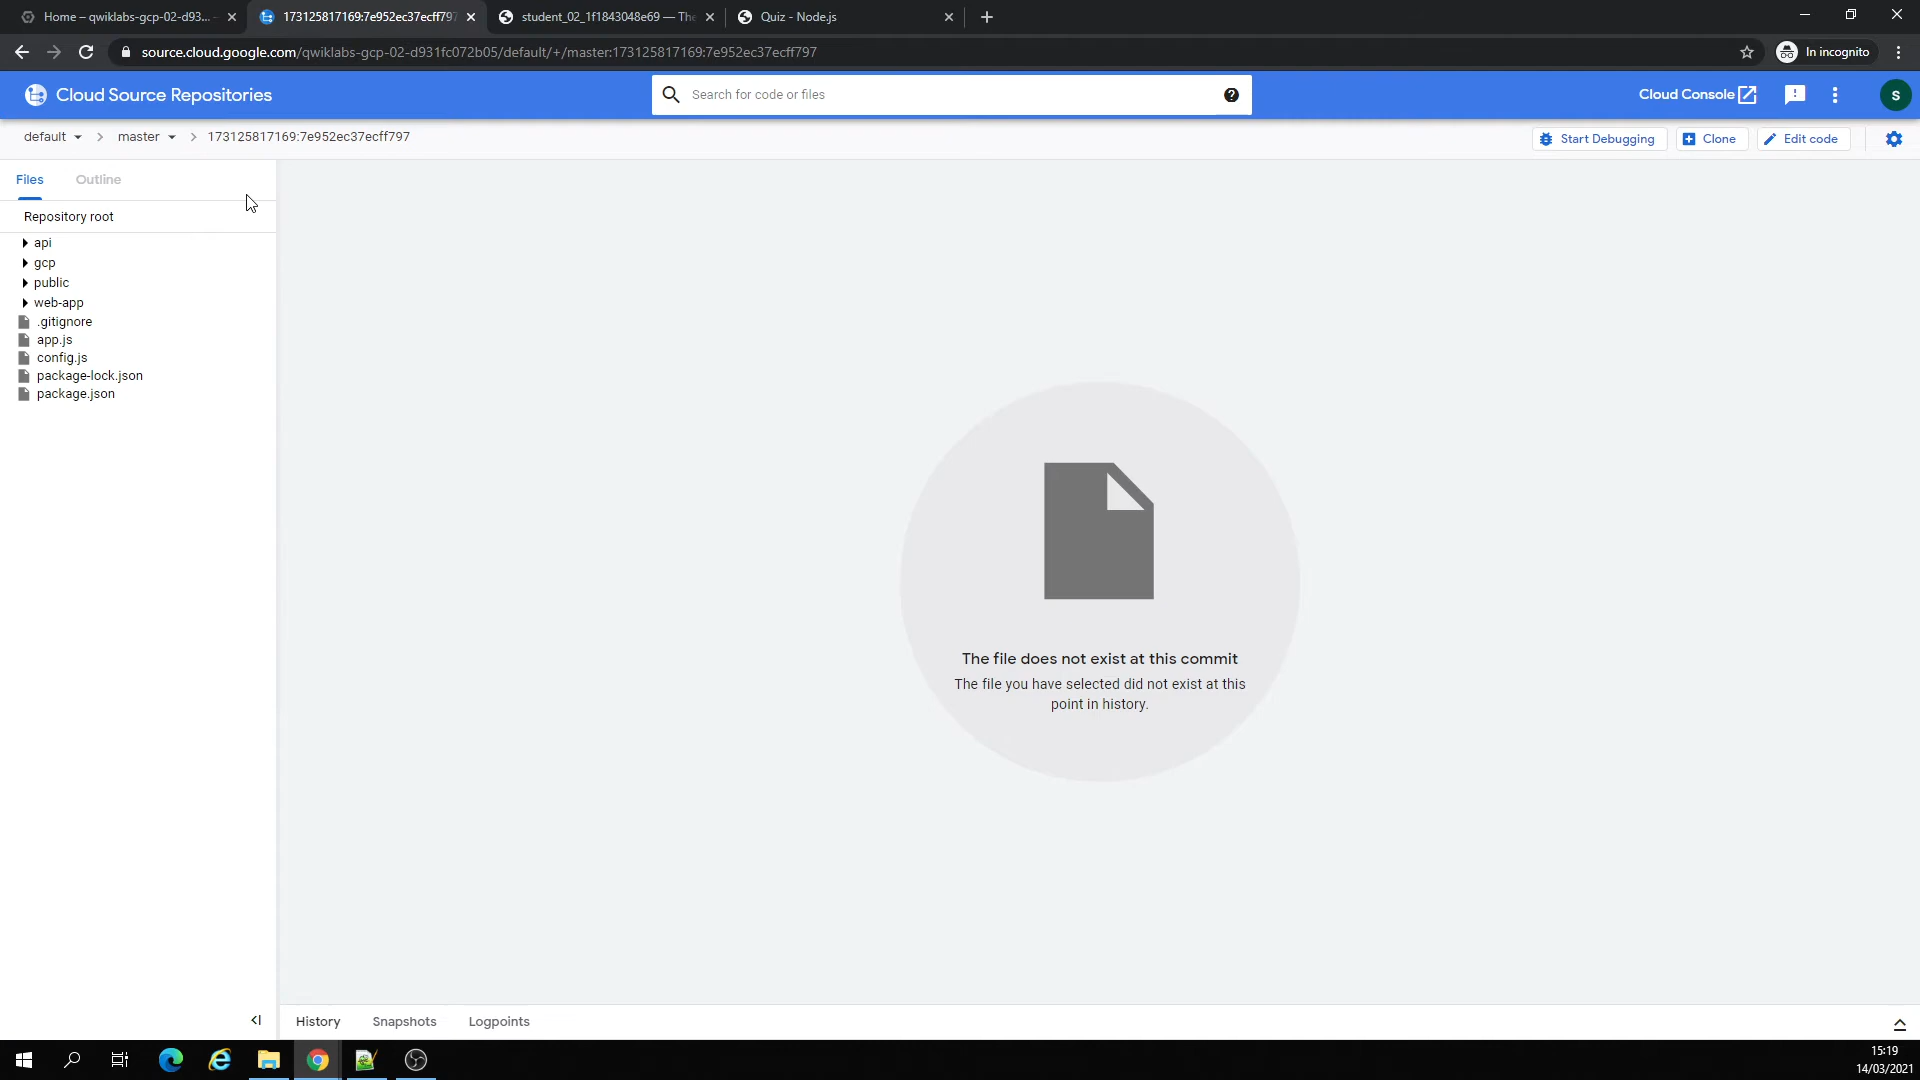 Home – qwiklabs-gcp-02-d93...
173125817169:7e952ec37ecff797
student_02_1f1843048e69 — The
Quiz - Node.js
source.cloud.google.com/qwiklabs-gcp-02-d931fc072b05/default/+/master:173125817169:7e952ec37ecff797
In incognito
Cloud Source Repositories
Search for code or files
Cloud Console
S
default
master
173125817169:7e952ec37ecff797
Start Debugging
Clone
Edit code
Files
Outline
Repository root
api
gcp
public
web-app
.gitignore
app.js
config.js
package-lock.json
package.json
The file does not exist at this commit
The file you have selected did not exist at this
point in history.
History
Snapshots
Logpoints
15:19
14/03/2021